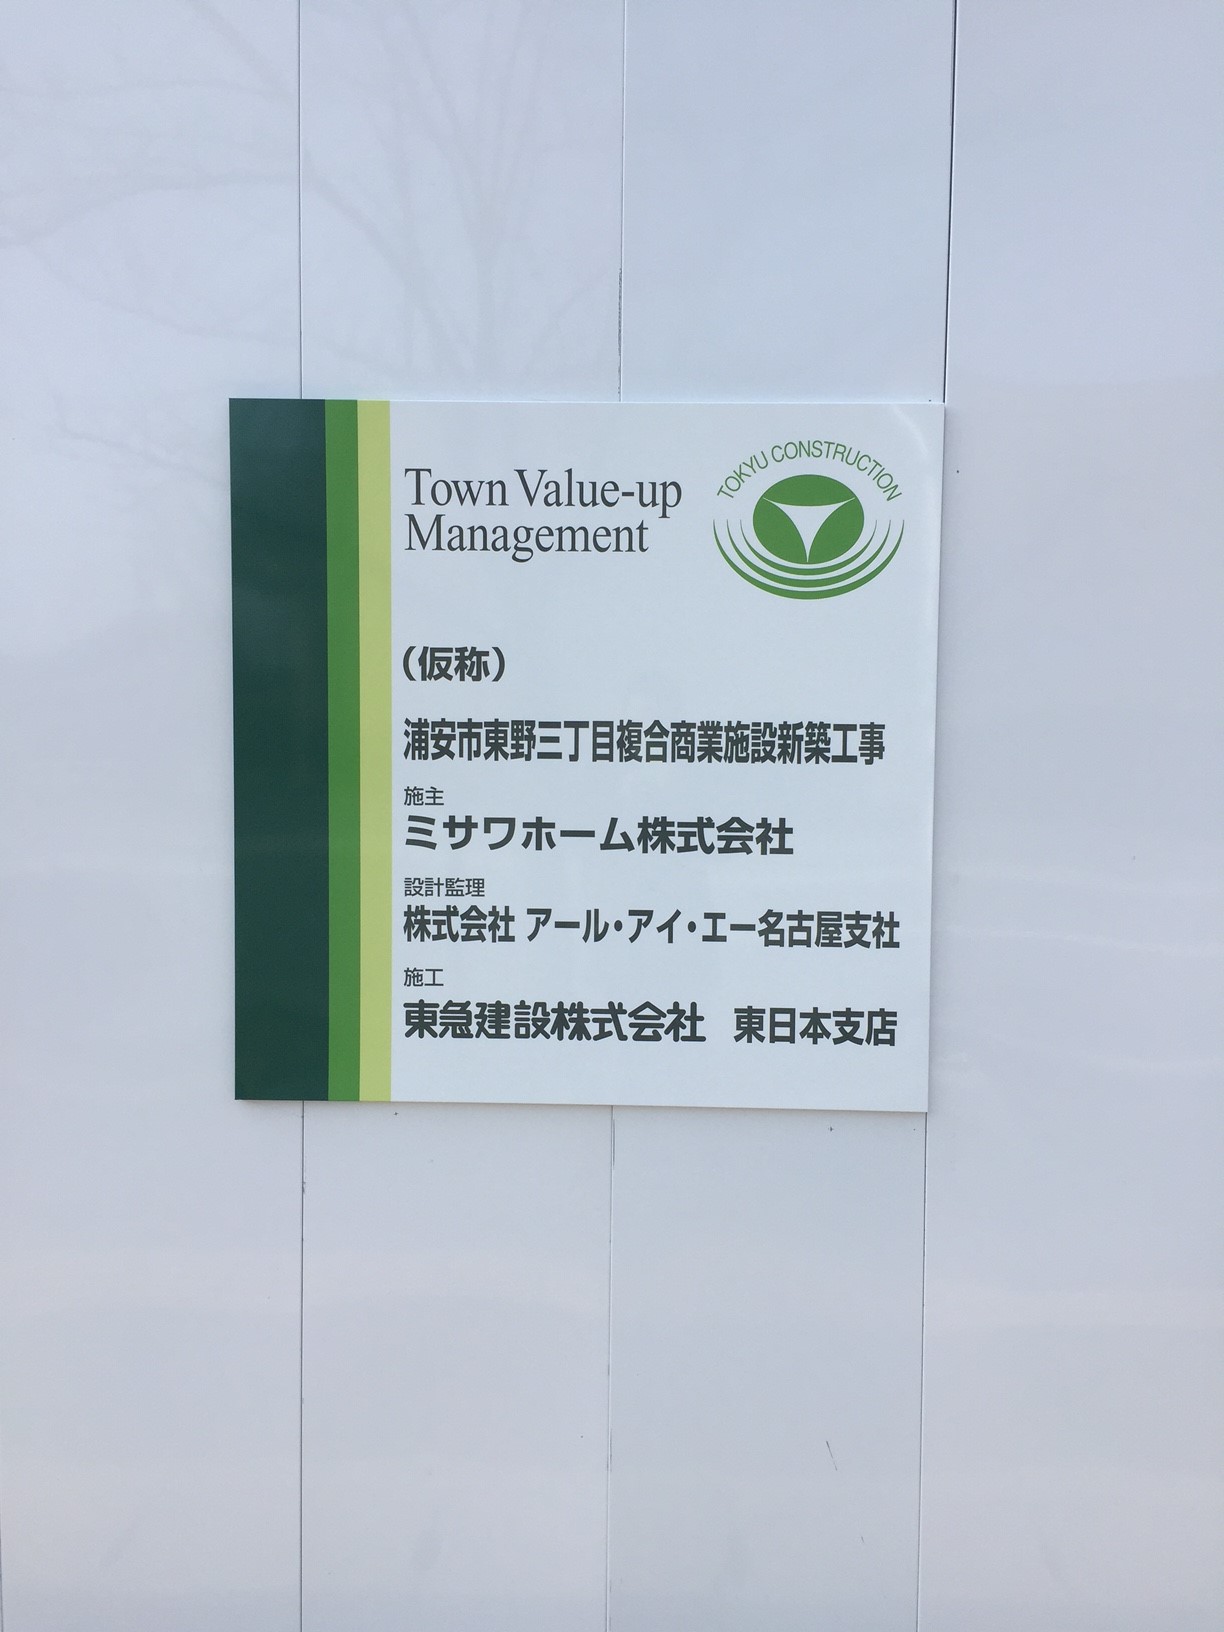 Town Value-up
Management
TOKYU CONSTRUCTION
（仮称）
浦安市東野三丁目複合商業施設新築工事
施主
ミサワホーム株式会社
設計監理
株式会社 アール・アイ・エー名古屋支社
施工
東急建設株式会社 東日本支店